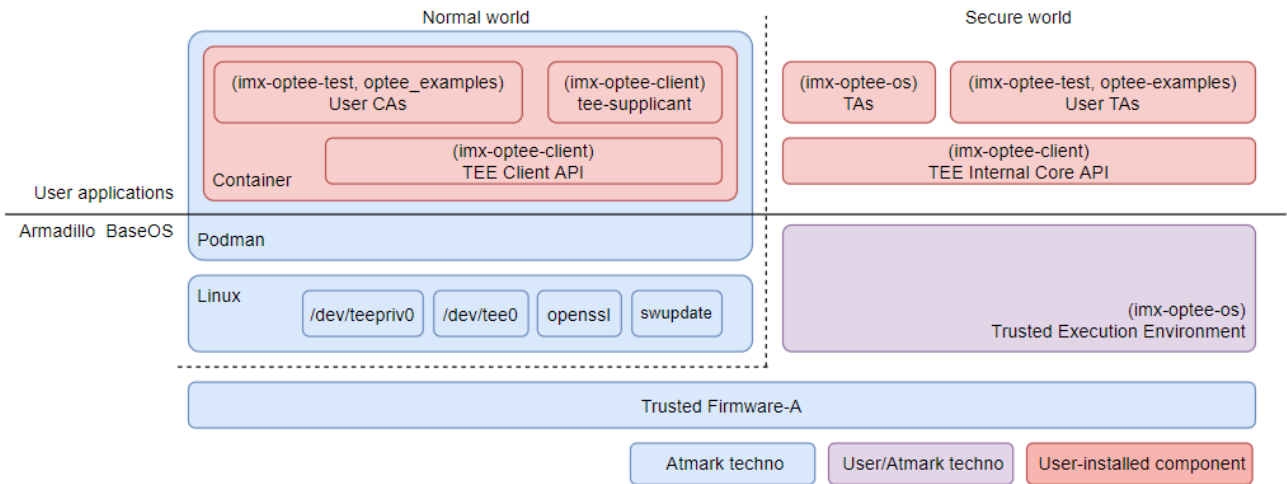 Normal world
Secure world
(imx-optee-test, optee_examples)
User CAs
(imx-optee-client)
tee-supplicant
(imx-optee-os)
TAs
(imx-optee-test, optee-examples)
User TAs
(imx-optee-client)
TEE Client API
(imx-optee-client)
TEE Internal Core API
Container
User applications
Armadillo BaseOS
Podman
Linux
/dev/teepriv0
/dev/tee0
openssl
swupdate
(imx-optee-os)
Trusted Execution Environment
Trusted Firmware-A
Atmark techno
User/Atmark techno
User-installed component